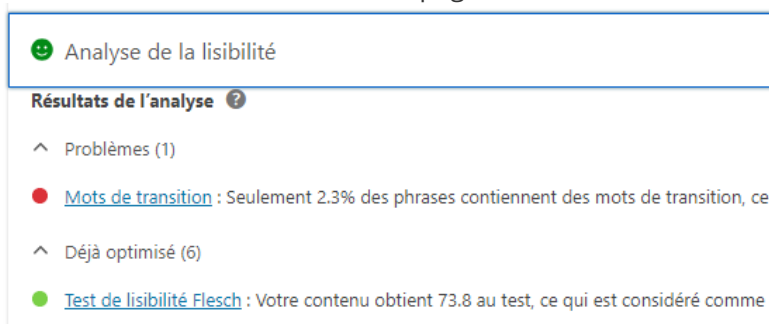 Analyse de la lisibilité
Résultats de l’analyse ?
Problèmes (1)
Mots de transition : Seulement 2.3% des phrases contiennent des mots de transition, ce
Déjà optimisé (6)
Test de lisibilité Flesch : Votre contenu obtient 73.8 au test, ce qui est considéré comme